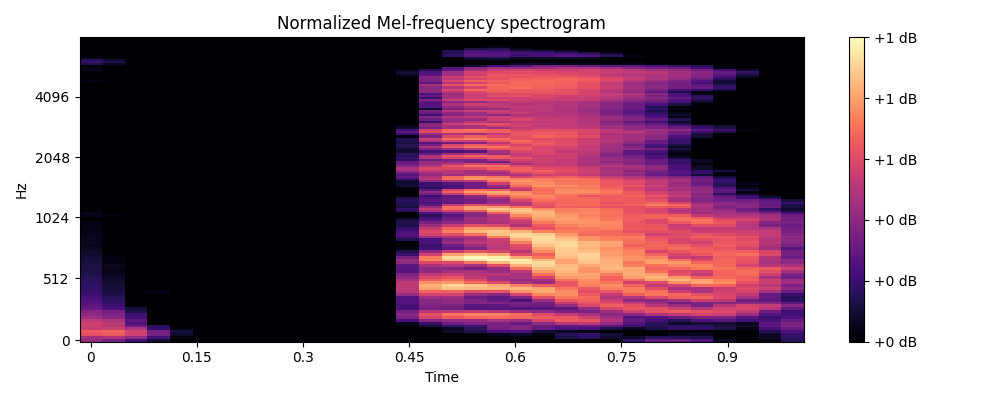 Normalized Mel-frequency spectrogram
Hz
4096
2048
1024
512
0
0 0.15 0.3 0.45 0.6 0.75 0.9
Time
+1 dB
+1 dB
+1 dB
+0 dB
+0 dB
+0 dB